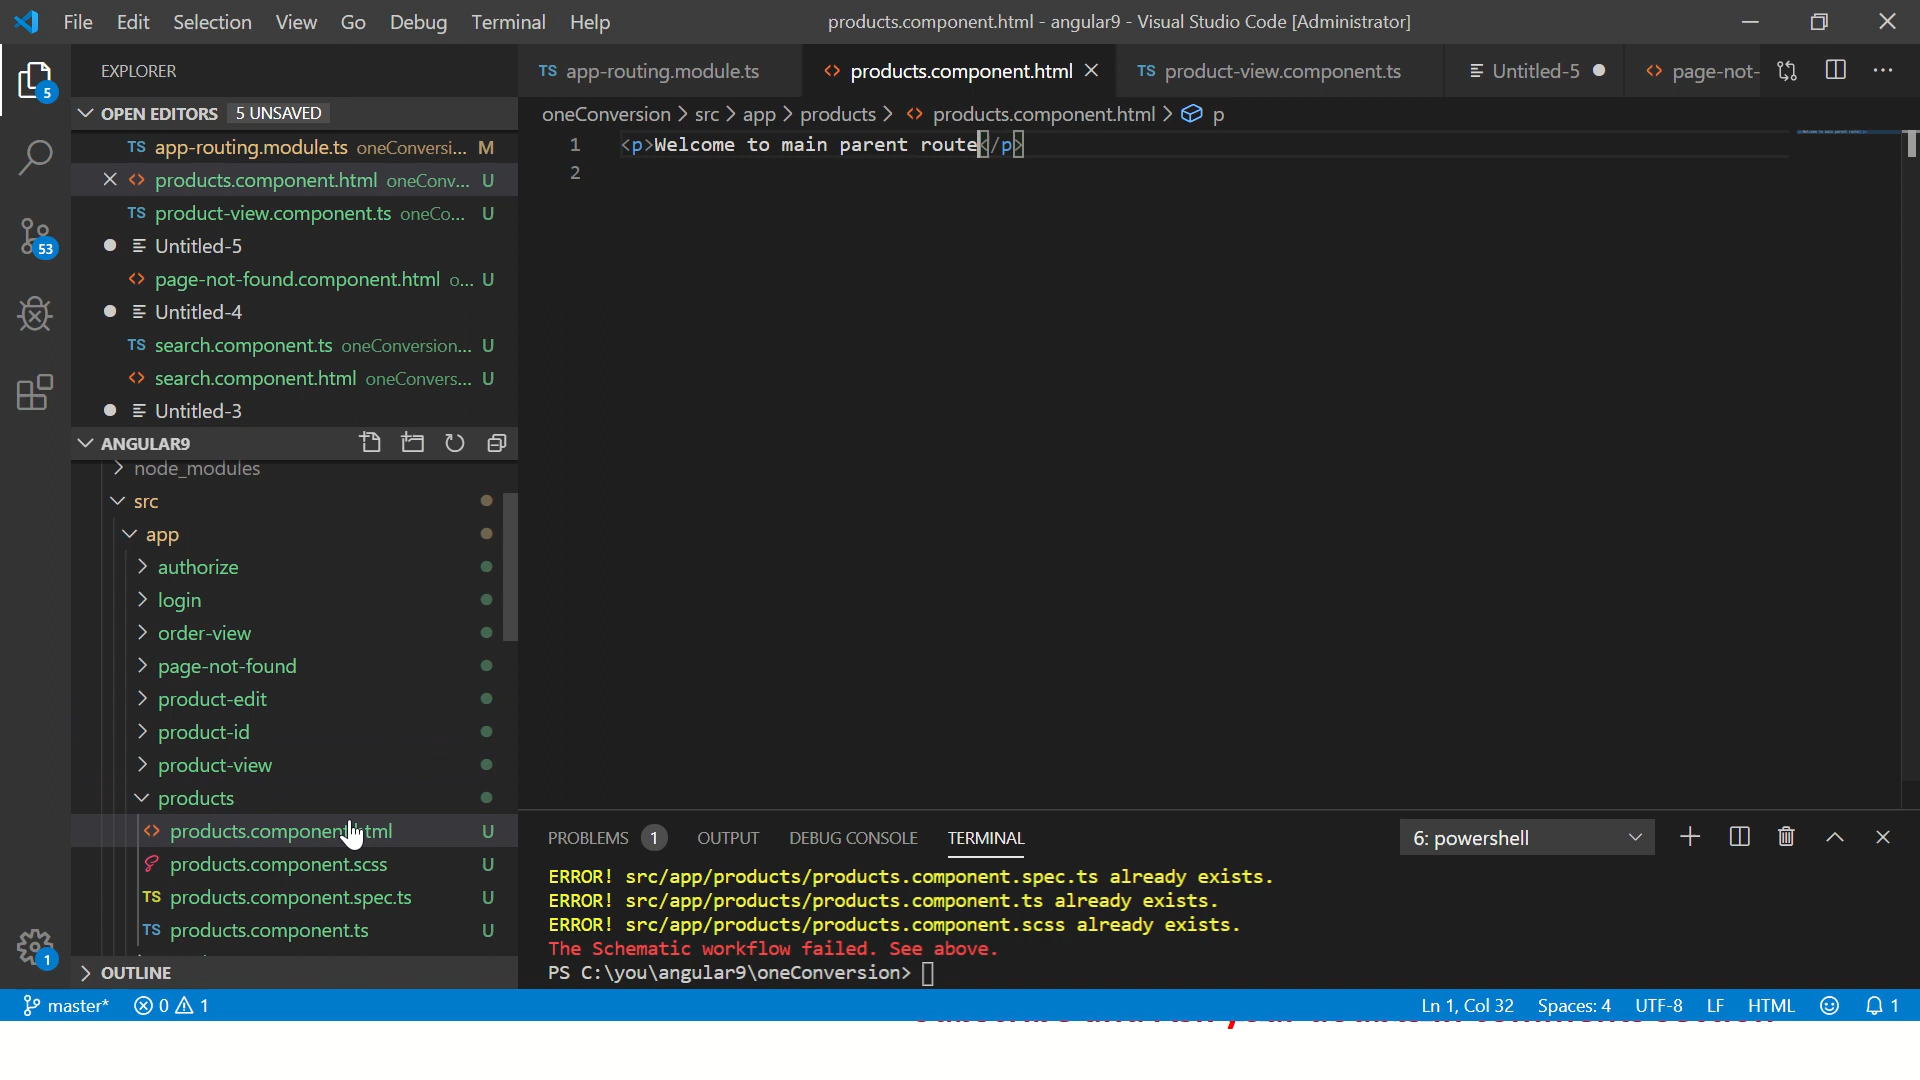 File Edit Selection View Go Debug Terminal Help
products.component.html - angular9 - Visual Studio Code [Administrator]
EXPLORER
5
53
1
OPEN EDITORS 5 UNSAVED
TS app-routing.module.ts oneConversi... M
products.component.html oneConv... U
TS product-view.component.ts oneCo... U
Untitled-5
page-not-found.component.html o... U
Untitled-4
TS search.component.ts oneConversion... U
search.component.html oneConvers... U
Untitled-3
ANGULAR9
node_modules
src
app
authorize
login
order-view
page-not-found
product-edit
product-id
product-view
products
products.component.html U
products.component.scss U
TS products.component.spec.ts U
TS products.component.ts U
OUTLINE
TS app-routing.module.ts products.component.html TS product-view.component.ts Untitled-5 page-not-
oneConversion > src > app > products > products.component.html > p
1 <p>Welcome to main parent route</p>
2
PROBLEMS 1 OUTPUT DEBUG CONSOLE TERMINAL 6: powershell
ERROR! src/app/products/products.component.spec.ts already exists.
ERROR! src/app/products/products.component.ts already exists.
ERROR! src/app/products/products.component.scss already exists.
The Schematic workflow failed. See above.
PS C:\you\angular9\oneConversion>
master* 0 1 Ln 1, Col 32 Spaces: 4 UTF-8 LF HTML 1